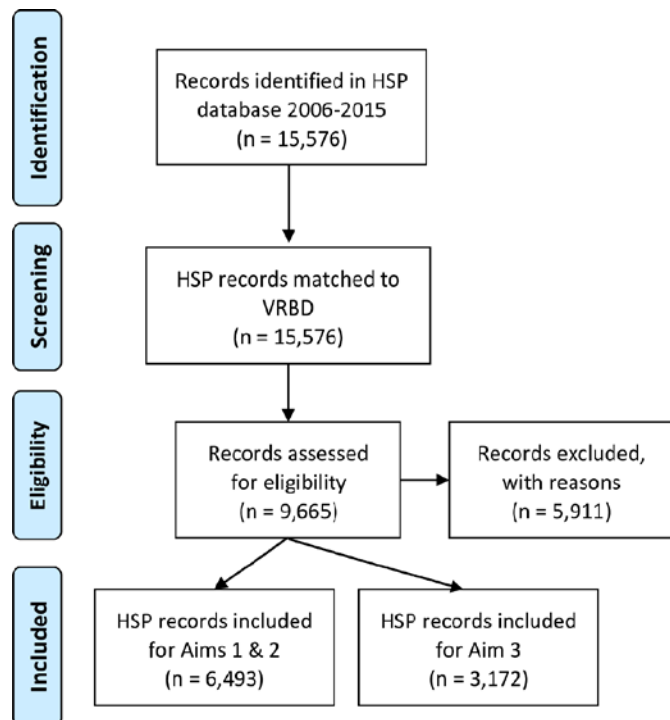 Identification
Records identified in HSP
database 2006-2015
(n = 15,576)
Screening
HSP records matched to
VRBD
(n = 15,576)
Eligibility
Records assessed
for eligibility
(n = 9,665)
Records excluded,
with reasons
(n = 5,911)
Included
HSP records included
for Aims 1 & 2
(n = 6,493)
HSP records included
for Aim 3
(n = 3,172)